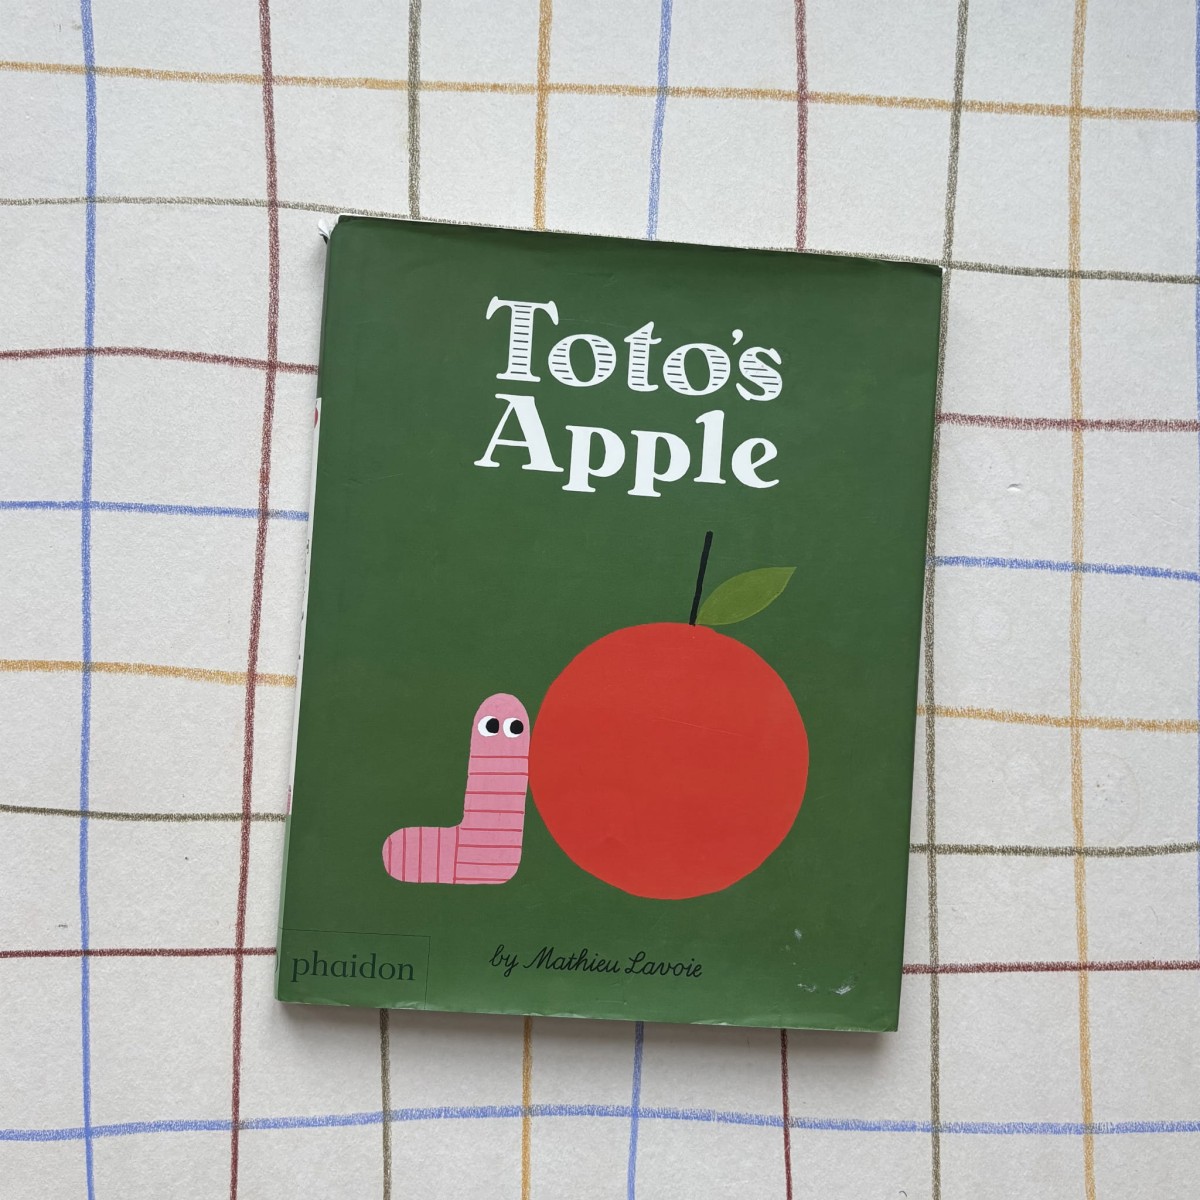 Toto's
Apple
by Mathieu Lavoie
phaidon